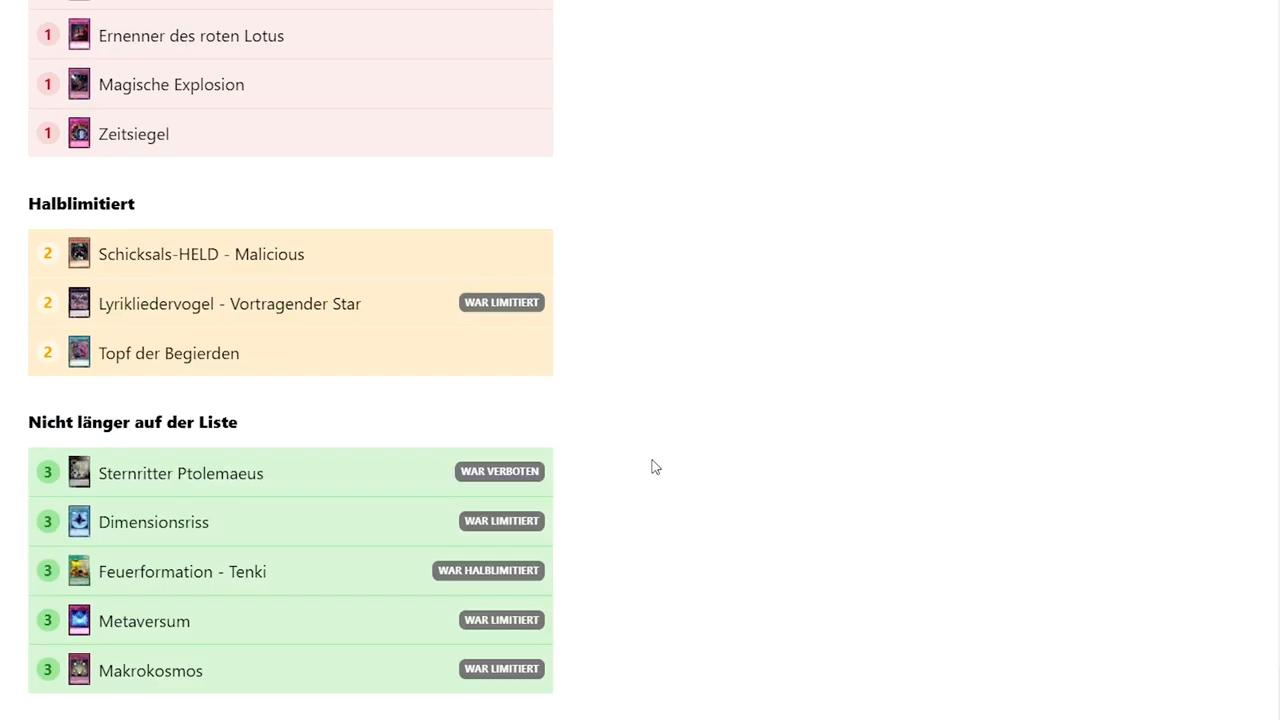 1 Ernenner des roten Lotus
1 Magische Explosion
1 Zeitsiegel
Halblimitiert
2 Schicksals-HELD - Malicious
2 Lyrikliedervogel - Vortragender Star WAR LIMITIERT
2 Topf der Begierden
Nicht länger auf der Liste
3 Sternritter Ptolemaeus WAR VERBOTEN
3 Dimensionsriss WAR LIMITIERT
3 Feuerformation - Tenki WAR HALBLIMITIERT
3 Metaversum WAR LIMITIERT
3 Makrokosmos WAR LIMITIERT